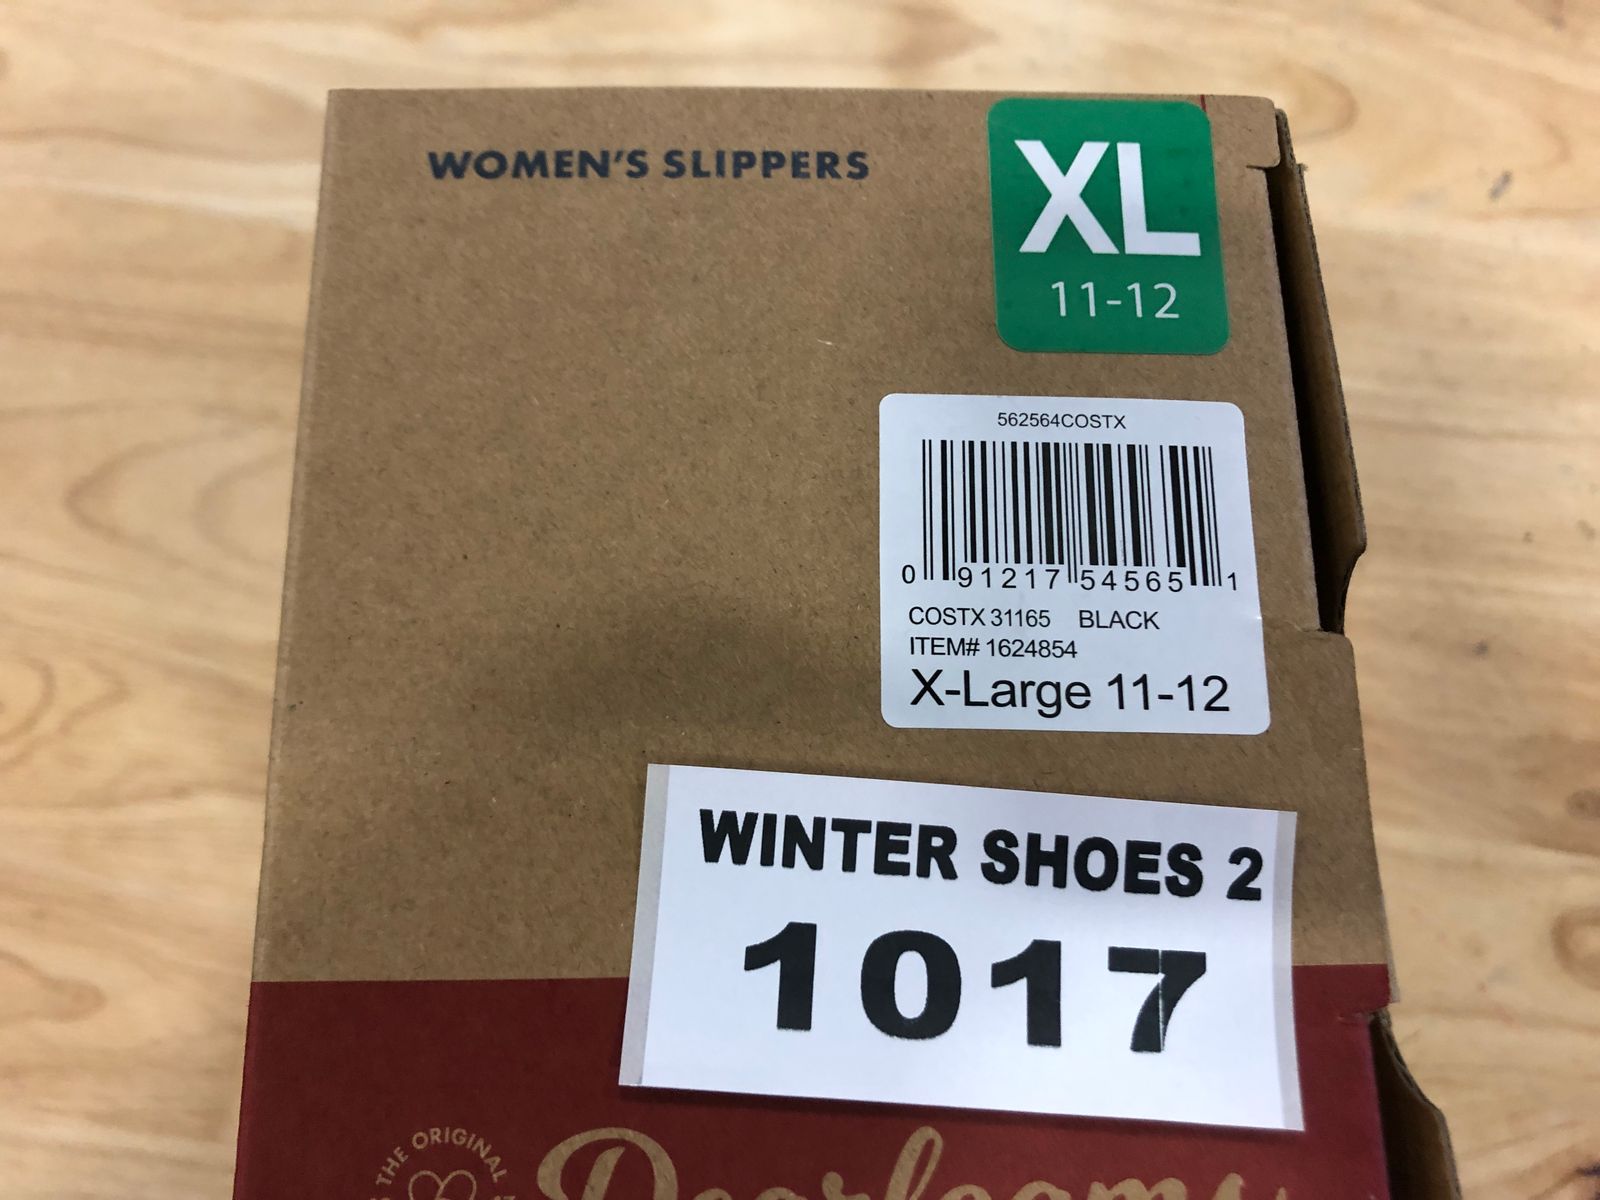 WOMEN'S SLIPPERS
XL
11-12
562564COSTX
0 91217 54565 1
COSTX 31165 BLACK
ITEM# 1624854
X-Large 11-12
WINTER SHOES 2
1017
THE ORIGINAL
Dearfoams